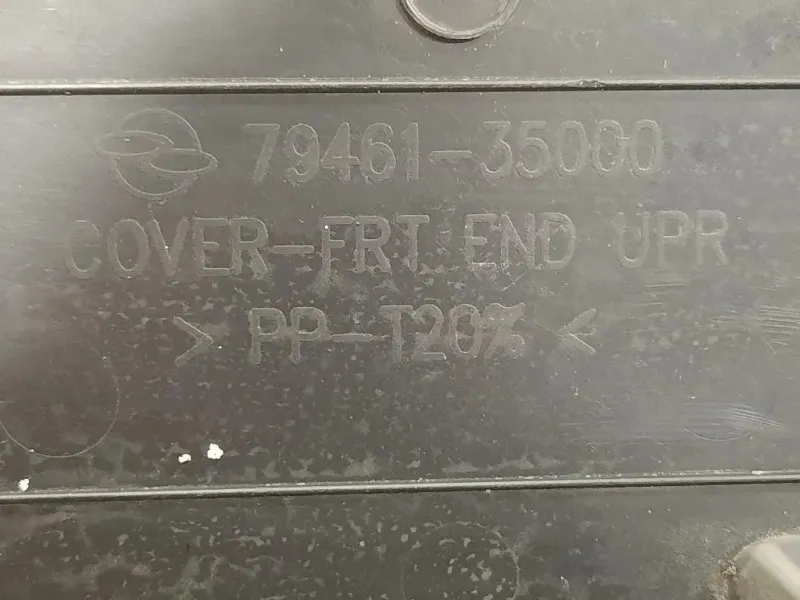 79461-35000
COVER-FRT END UPR
> PP-T20% <